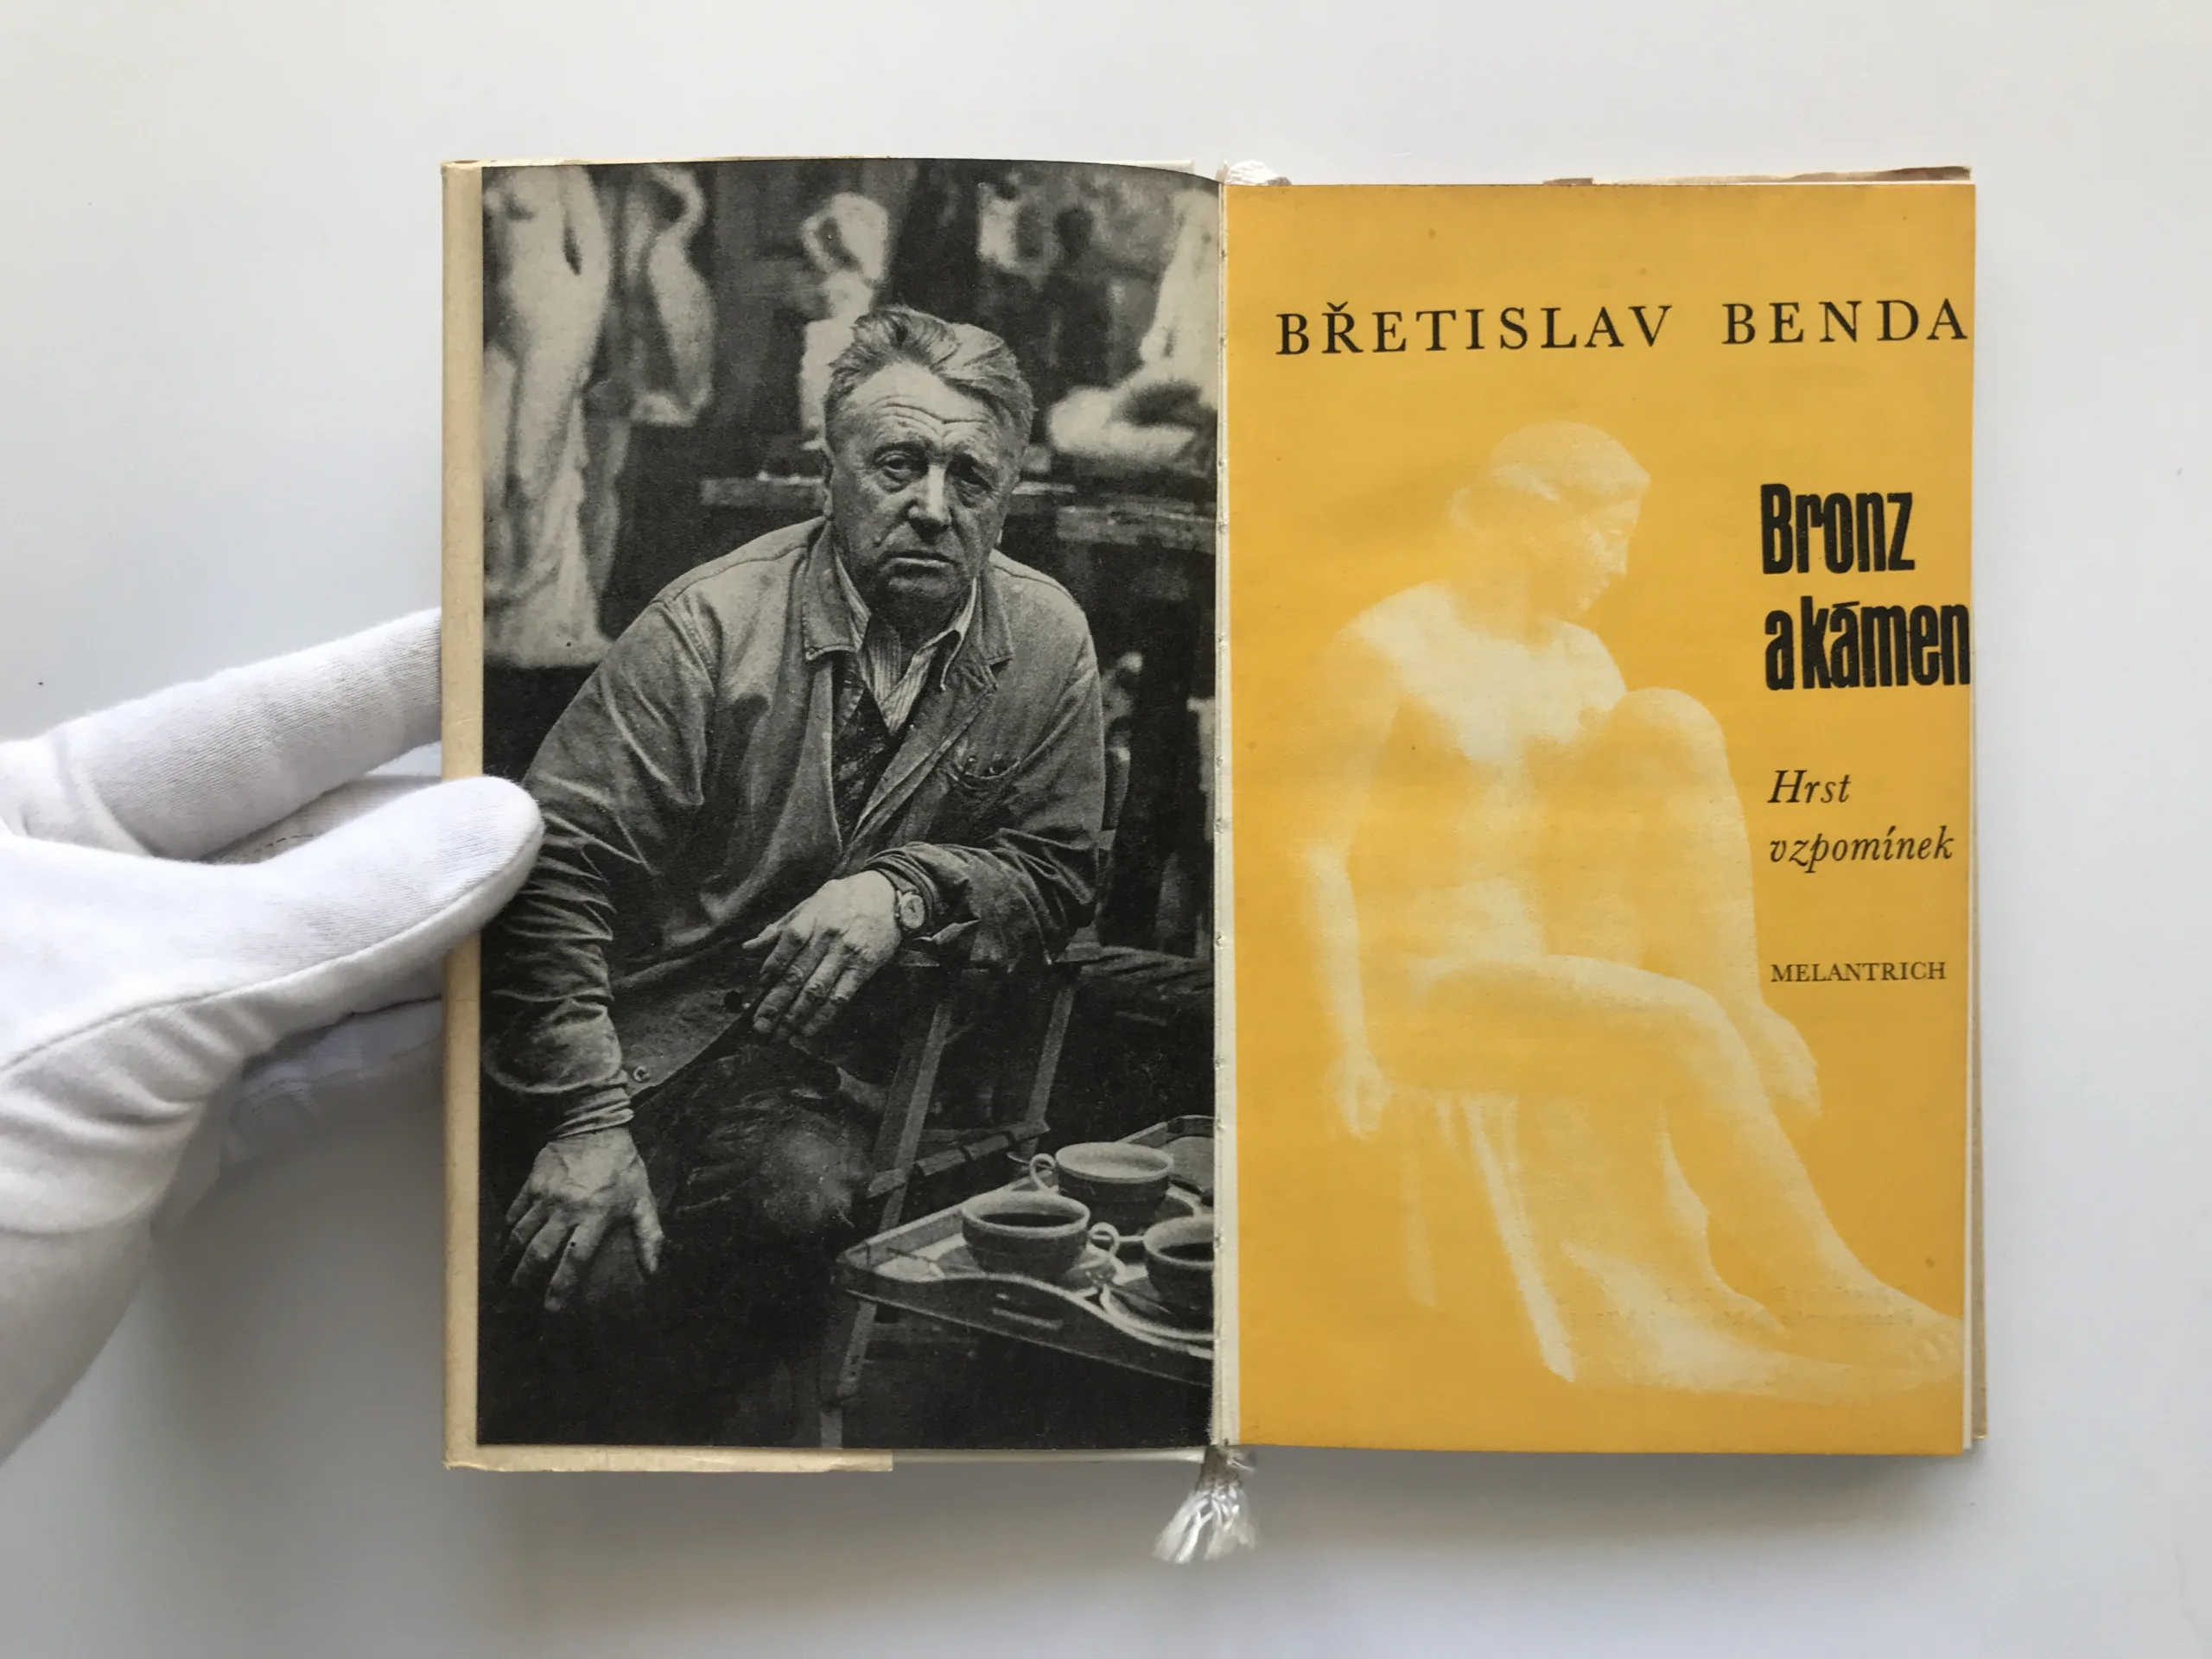 BŘETISLAV BENDA
Bronz
a kámen
Hrst
vzpomínek
MELANTRICH